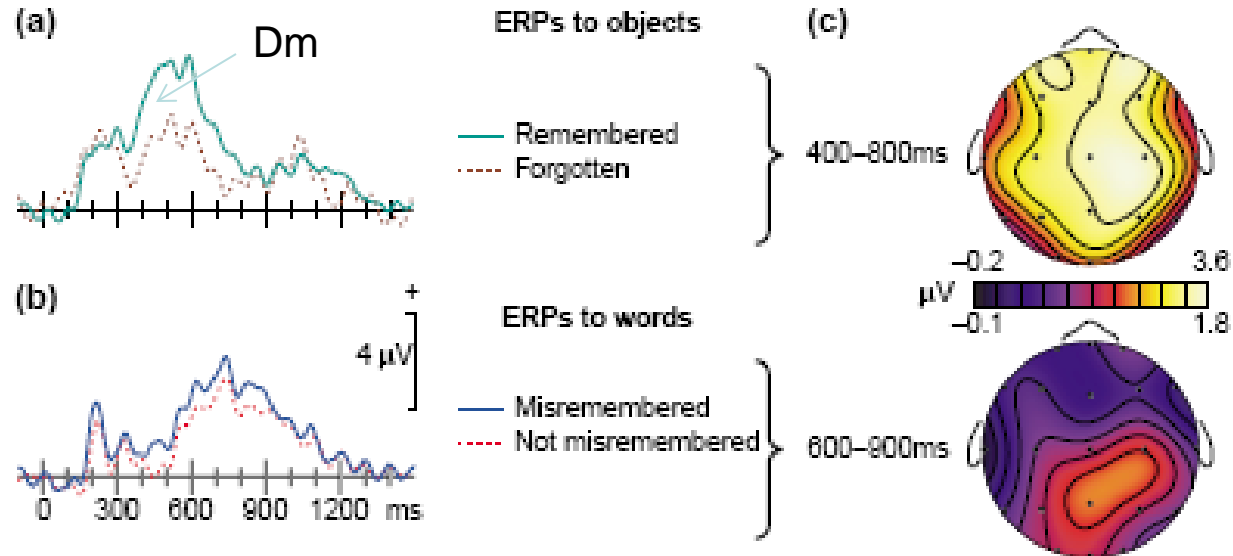 (a)
Dm
ERPs to objects
Remembered
Forgotten
400–800ms
(c)
–0.2 3.6
µV
–0.1 1.8
(b)
+
4 µV
ERPs to words
Misremembered
Not misremembered
600–900ms
0 300 600 900 1200 ms